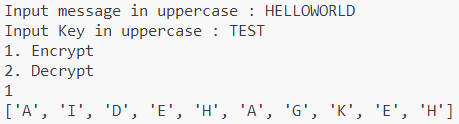 Input message in uppercase : HELLOWORLD
Input Key in uppercase : TEST
1. Encrypt
2. Decrypt
1
['A', 'I', 'D', 'E', 'H', 'A', 'G', 'K', 'E', 'H']